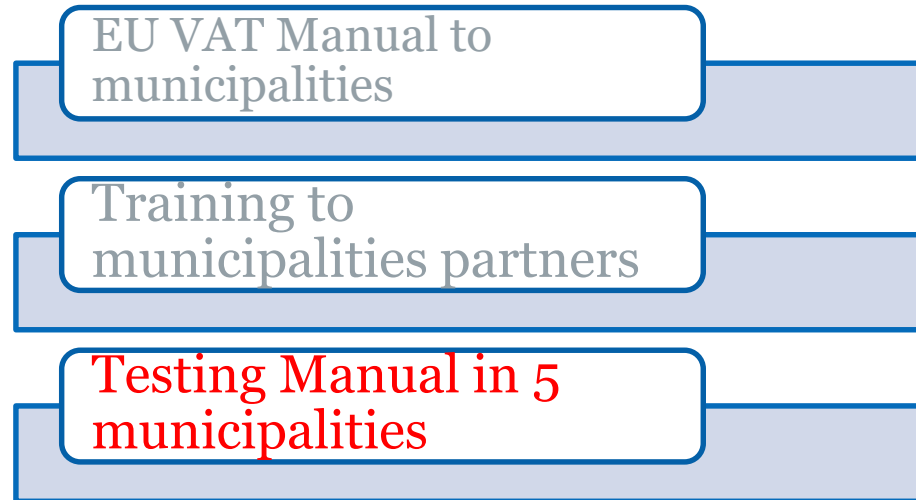 EU VAT Manual to
municipalities
Training to
municipalities partners
Testing Manual in 5
municipalities